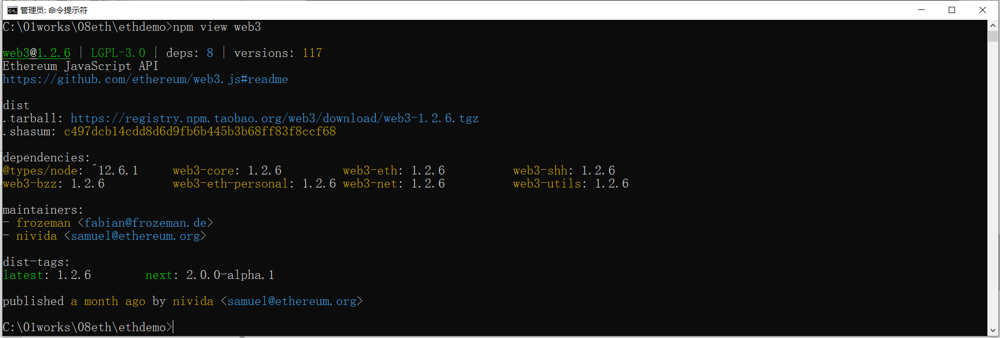 管理员: 命令提示符
C:\01works\08eth\ethdemo>npm view web3
web3@1.2.6 | LGPL-3.0 | deps: 8 | versions: 117
Ethereum JavaScript API
https://github.com/ethereum/web3.js#readme
dist
.tarball: https://registry.npm.taobao.org/web3/download/web3-1.2.6.tgz
.shasum: c497dcb14cdd8d6d9fb6b445b3b68ff83f8ccf68
dependencies:
@types/node: ^12.6.1 web3-core: 1.2.6 web3-eth: 1.2.6 web3-shh: 1.2.6
web3-bzz: 1.2.6 web3-eth-personal: 1.2.6 web3-net: 1.2.6 web3-utils: 1.2.6
maintainers:
- frozeman <fabian@frozeman.de>
- nivida <samuel@ethereum.org>
dist-tags:
latest: 1.2.6 next: 2.0.0-alpha.1
published a month ago by nivida <samuel@ethereum.org>
C:\01works\08eth\ethdemo>